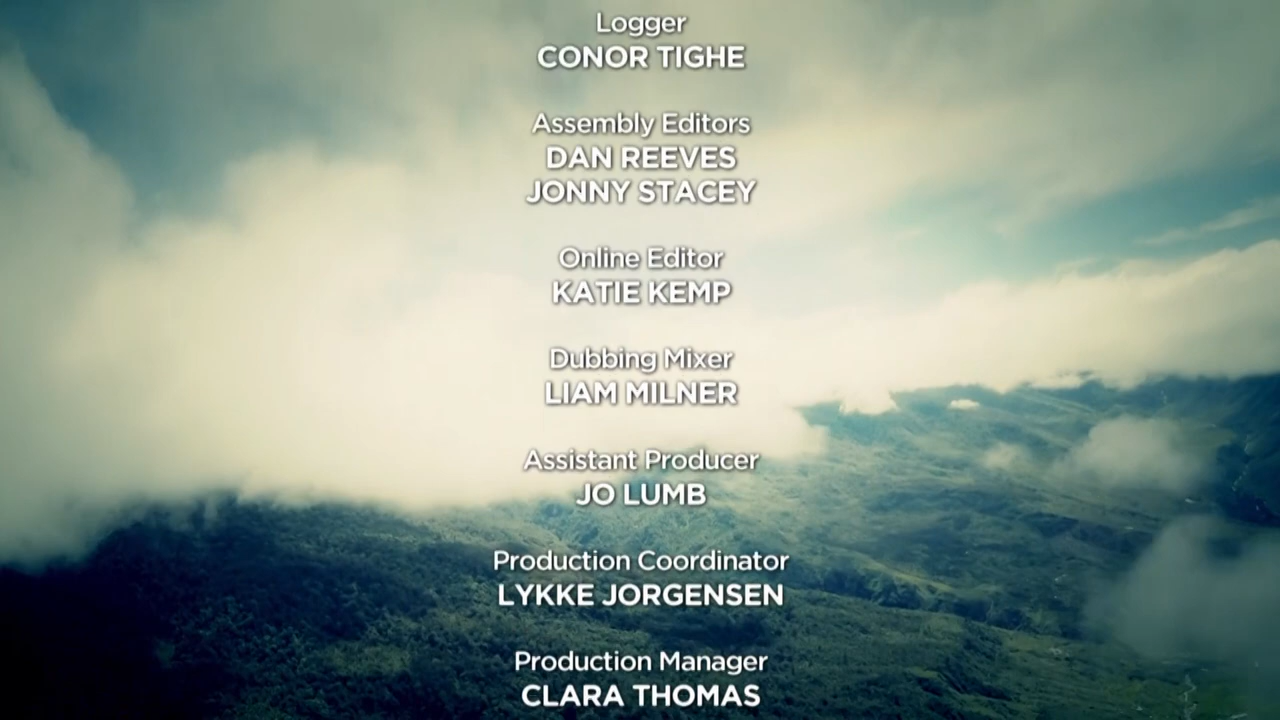 Logger
CONOR TIGHE
Assembly Editors
DAN REEVES
JONNY STACEY
Online Editor
KATIE KEMP
Dubbing Mixer
LIAM MILNER
Assistant Producer
JO LUMB
Production Coordinator
LYKKE JORGENSEN
Production Manager
CLARA THOMAS